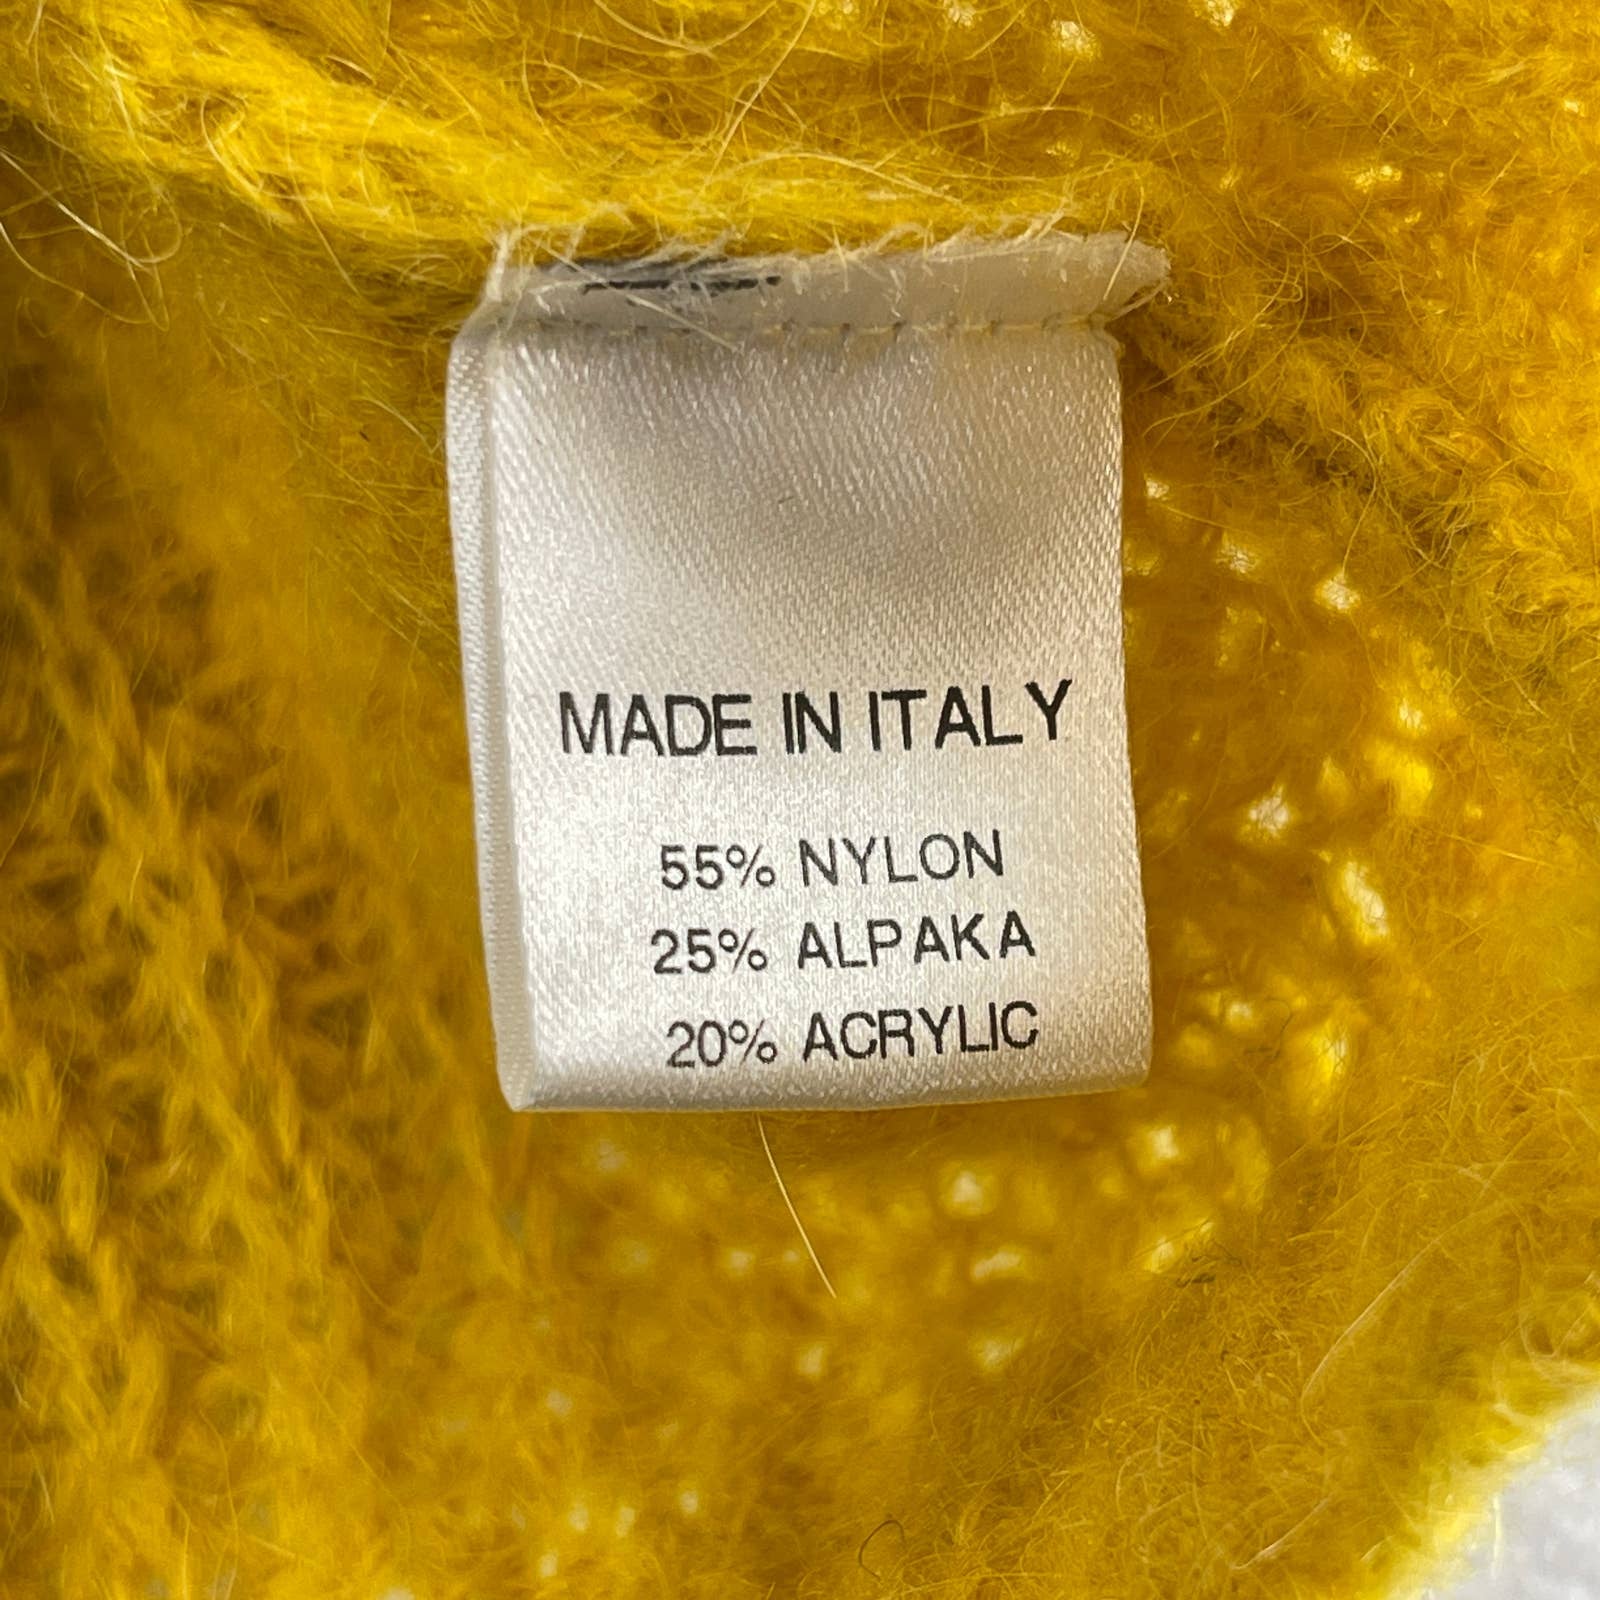 MADE IN ITALY
55% NYLON
25% ALPAKA
20% ACRYLIC